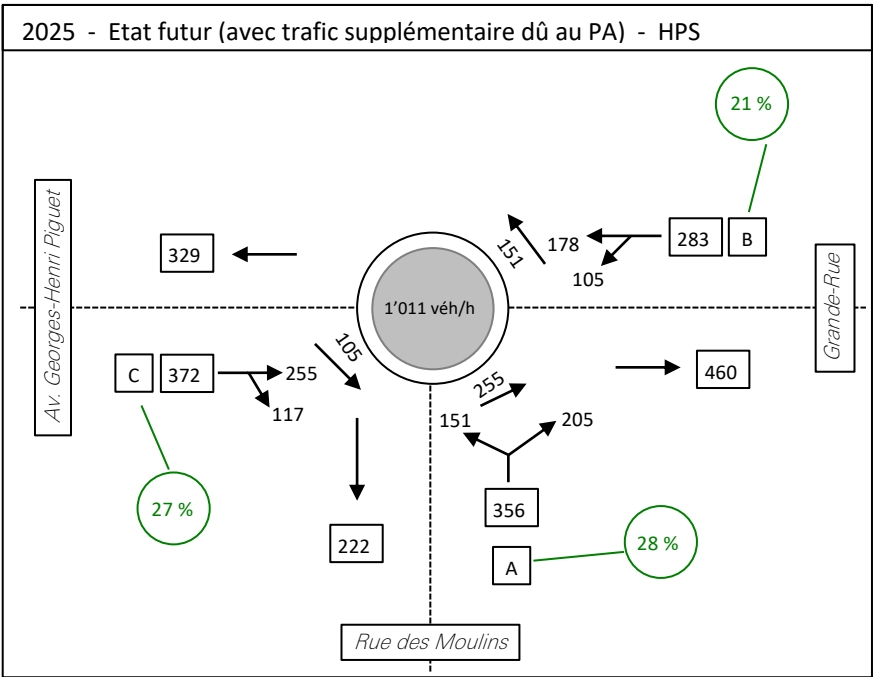 2025 - Etat futur (avec trafic supplémentaire dû au PA) - HPS
21 %
Av. Georges-Henri Piguet
329
151
178
283
B
105
Grande-Rue
1'011 véh/h
105
C
372
255
117
255
460
151
205
27 %
356
222
A
28 %
Rue des Moulins